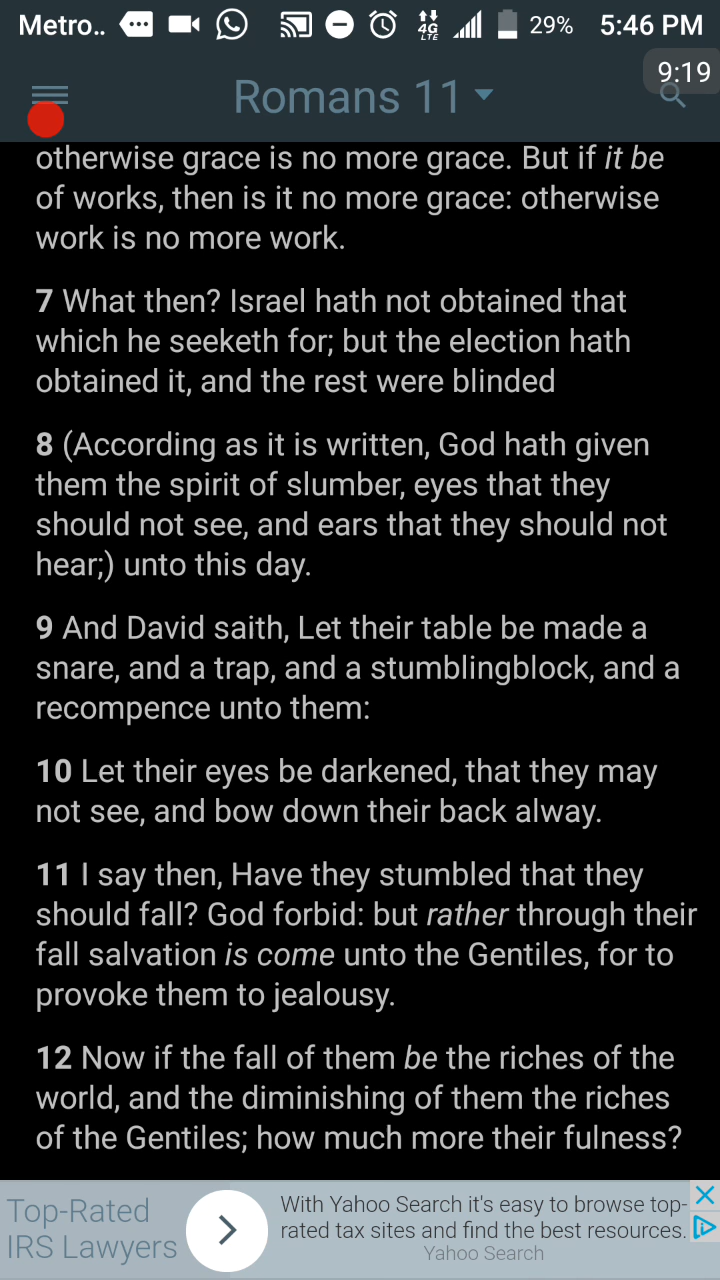 Metro.. 4G LTE 29% 5:46 PM
9:19
Romans 11
otherwise grace is no more grace. But if it be
of works, then is it no more grace: otherwise
work is no more work.
7 What then? Israel hath not obtained that
which he seeketh for; but the election hath
obtained it, and the rest were blinded
8 (According as it is written, God hath given
them the spirit of slumber, eyes that they
should not see, and ears that they should not
hear;) unto this day.
9 And David saith, Let their table be made a
snare, and a trap, and a stumblingblock, and a
recompence unto them:
10 Let their eyes be darkened, that they may
not see, and bow down their back alway.
11 I say then, Have they stumbled that they
should fall? God forbid: but rather through their
fall salvation is come unto the Gentiles, for to
provoke them to jealousy.
12 Now if the fall of them be the riches of the
world, and the diminishing of them the riches
of the Gentiles; how much more their fulness?
Top-Rated
IRS Lawyers
With Yahoo Search it's easy to browse top-
rated tax sites and find the best resources.
Yahoo Search